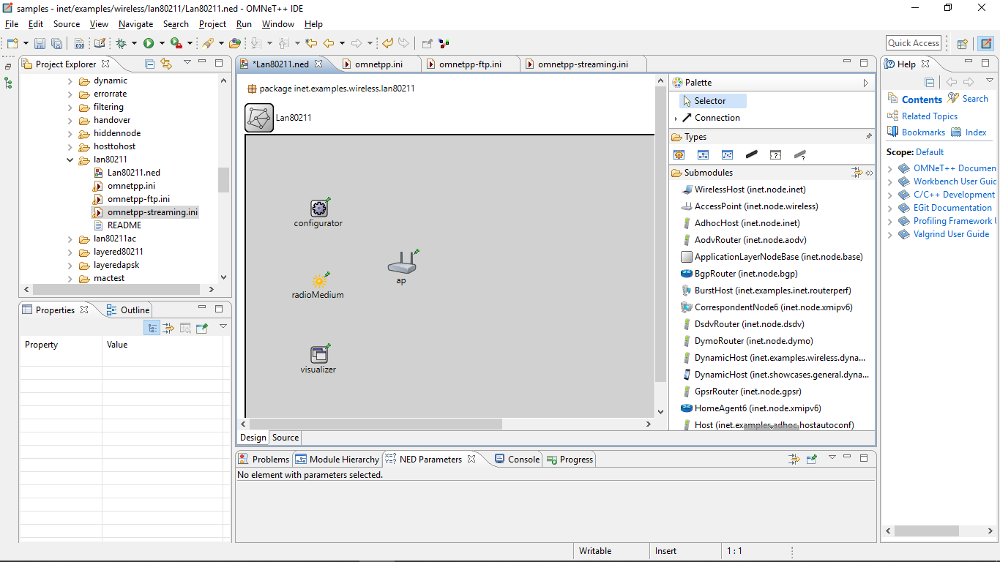 samples - inet/examples/wireless/lan80211/Lan80211.ned - OMNeT++ IDE
File Edit Source View Navigate Search Project Run Window Help
Quick Access
Project Explorer
dynamic
errorrate
filtering
handover
hiddennode
hosttohost
lan80211
Lan80211.ned
omnetpp.ini
omnetpp-ftp.ini
omnetpp-streaming.ini
README
lan80211ac
layered80211
layeredapsk
mactest
Properties Outline
Property Value
*Lan80211.ned omnetpp.ini omnetpp-ftp.ini omnetpp-streaming.ini
package inet.examples.wireless.lan80211
Lan80211
configurator
ap
radioMedium
visualizer
Design Source
Palette
Selector
Connection
Types
Submodules
WirelessHost (inet.node.inet)
AccessPoint (inet.node.wireless)
AdhocHost (inet.node.inet)
AodvRouter (inet.node.aodv)
ApplicationLayerNodeBase (inet.node.base)
BgpRouter (inet.node.bgp)
BurstHost (inet.examples.inet.routerperf)
CorrespondentNode6 (inet.node.xmipv6)
DsdvRouter (inet.node.dsdv)
DymoRouter (inet.node.dymo)
DynamicHost (inet.examples.wireless.dyna...
DynamicHost (inet.showcases.general.dyna...
GpsrRouter (inet.node.gpsr)
HomeAgent6 (inet.node.xmipv6)
Host (inet.examples.adhoc.hostautoconf)
Problems Module Hierarchy NED Parameters Console Progress
No element with parameters selected.
Help
Contents Search
Related Topics
Bookmarks Index
Scope: Default
OMNeT++ Documen
Workbench User Guid
C/C++ Development
EGit Documentation
Profiling Framework U
Valgrind User Guide
Writable Insert 1 : 1